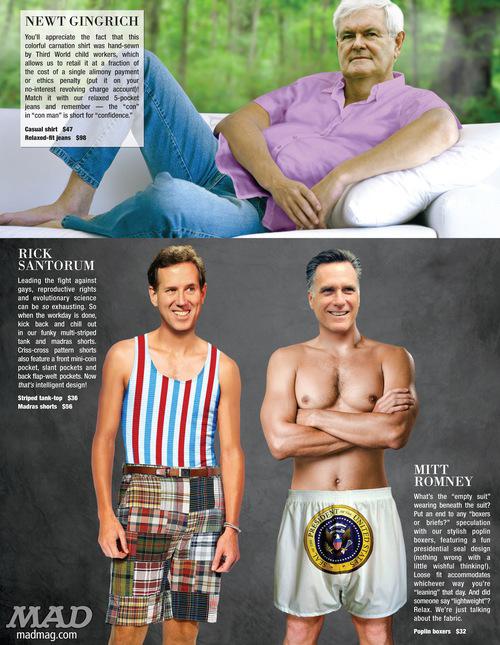 NEWT GINGRICH
You'll appreciate the fact that this
colorful carnation shirt was hand-sewn
by Third World child workers, which
allows us to retail it at a fraction of
the cost of a single alimony payment
or ethics penalty (put it on your
no-interest revolving charge account)!
Match it with our relaxed 5-pocket
jeans and remember — the "con"
in "con man" is short for "confidence."
Casual shirt $47
Relaxed-fit jeans $98
RICK
SANTORUM
Leading the fight against
gays, reproductive rights
and evolutionary science
can be so exhausting. So
when the workday is done,
kick back and chill out
in our funky multi-striped
tank and madras shorts.
Criss-cross pattern shorts
also feature a front mini-coin
pocket, slant pockets and
back flap-welt pockets. Now
that's intelligent design!
Striped tank-top $36
Madras shorts $56
MITT
ROMNEY
What's the "empty suit"
wearing beneath the suit?
Put an end to any "boxers
or briefs?" speculation
with our stylish poplin
boxers, featuring a fun
presidential seal design
(nothing wrong with a
little wishful thinking!).
Loose fit accommodates
whichever way you're
"leaning" that day. And did
someone say "lightweight"?
Relax. We're just talking
about the fabric.
Poplin boxers $32
SEAL OF THE PRESIDENT OF THE UNITED STATES
MAD
madmag.com